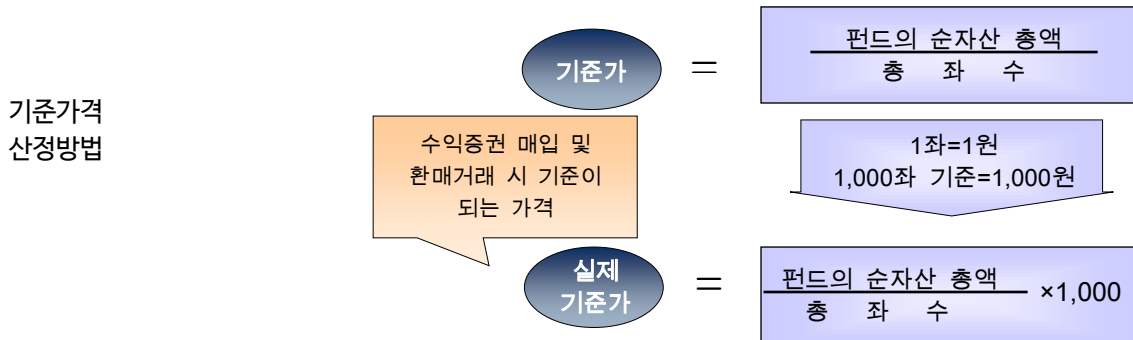 기준가격
산정방법
기준가
=
펀드의 순자산 총액
총 좌 수
수익증권 매입 및
환매거래 시 기준이
되는 가격
1좌=1원
1,000좌 기준=1,000원
실제
기준가
=
펀드의 순자산 총액
총 좌 수
×1,000